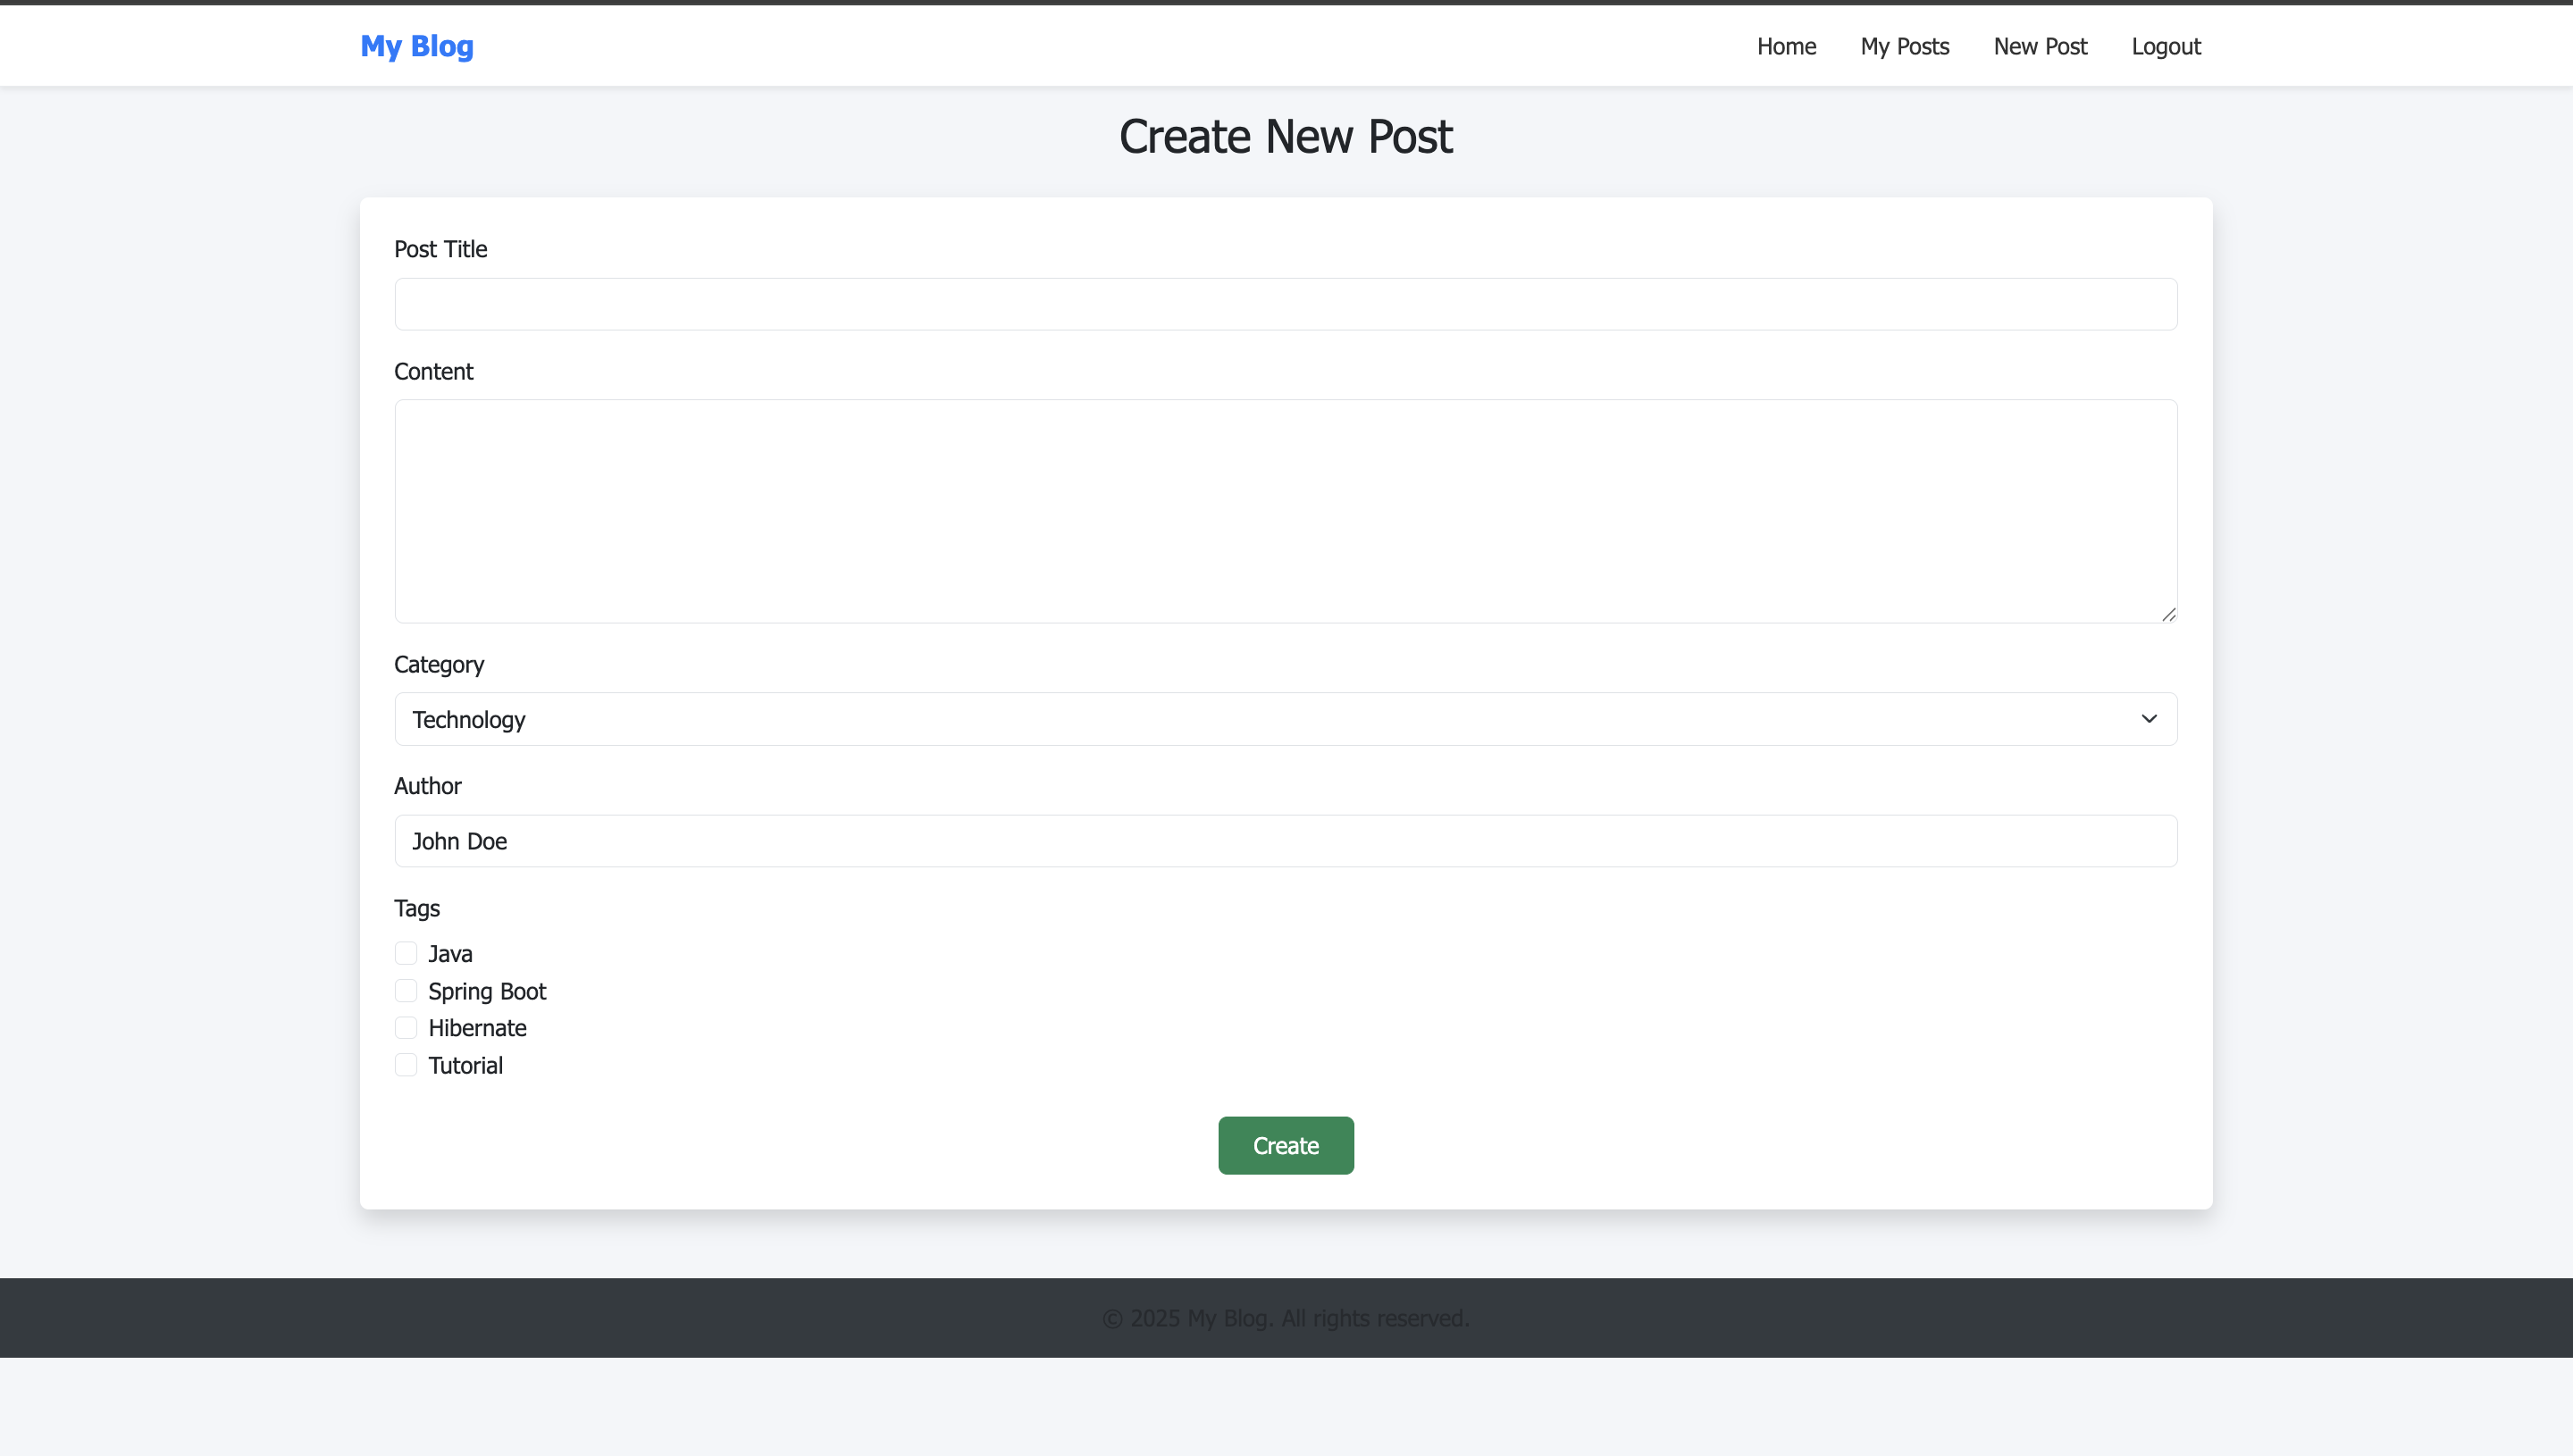 My Blog
Home My Posts New Post Logout
Create New Post
Post Title
Content
Category
Technology
Author
John Doe
Tags
Java
Spring Boot
Hibernate
Tutorial
Create
© 2025 My Blog. All rights reserved.